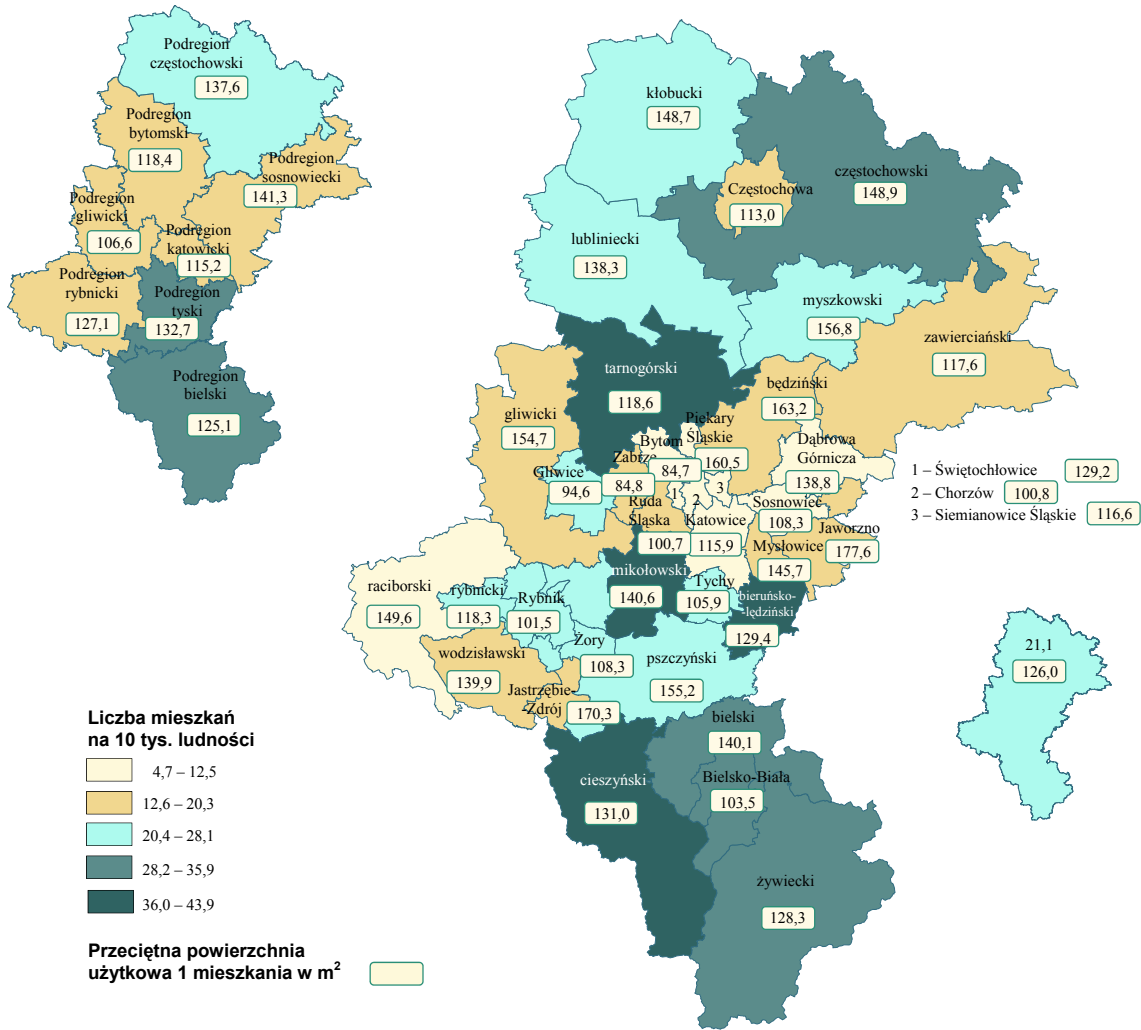 Podregion
częstochowski
137,6
Podregion
bytomski
118,4
Podregion
sosnowiecki
141,3
Podregion
gliwicki
106,6
Podregion
katowicki
115,2
Podregion
rybnicki
127,1
Podregion
tyski
132,7
Podregion
bielski
125,1
kłobucki
148,7
częstochowski
148,9
Częstochowa
113,0
lubliniecki
138,3
myszkowski
156,8
zawierciański
117,6
tarnogórski
118,6
będziński
163,2
gliwicki
154,7
Piekary
Śląskie
160,5
Bytom
84,7
Zabrze
84,8
Gliwice
94,6
Dąbrowa
Górnicza
138,8
1
2
3
1 – Świętochłowice 129,2
2 – Chorzów 100,8
3 – Siemianowice Śląskie 116,6
Ruda
Śląska
100,7
Katowice
115,9
Sosnowiec
108,3
Mysłowice
145,7
Jaworzno
177,6
mikołowski
140,6
Tychy
105,9
bieruńsko-
-lędziński
129,4
raciborski
149,6
rybnicki
118,3
Rybnik
101,5
Żory
108,3
wodzisławski
139,9
Jastrzębie-
Zdrój
170,3
pszczyński
155,2
bielski
140,1
Bielsko-Biała
103,5
cieszyński
131,0
żywiecki
128,3
21,1
126,0
Liczba mieszkań
na 10 tys. ludności
4,7 – 12,5
12,6 – 20,3
20,4 – 28,1
28,2 – 35,9
36,0 – 43,9
Przeciętna powierzchnia
użytkowa 1 mieszkania w m²